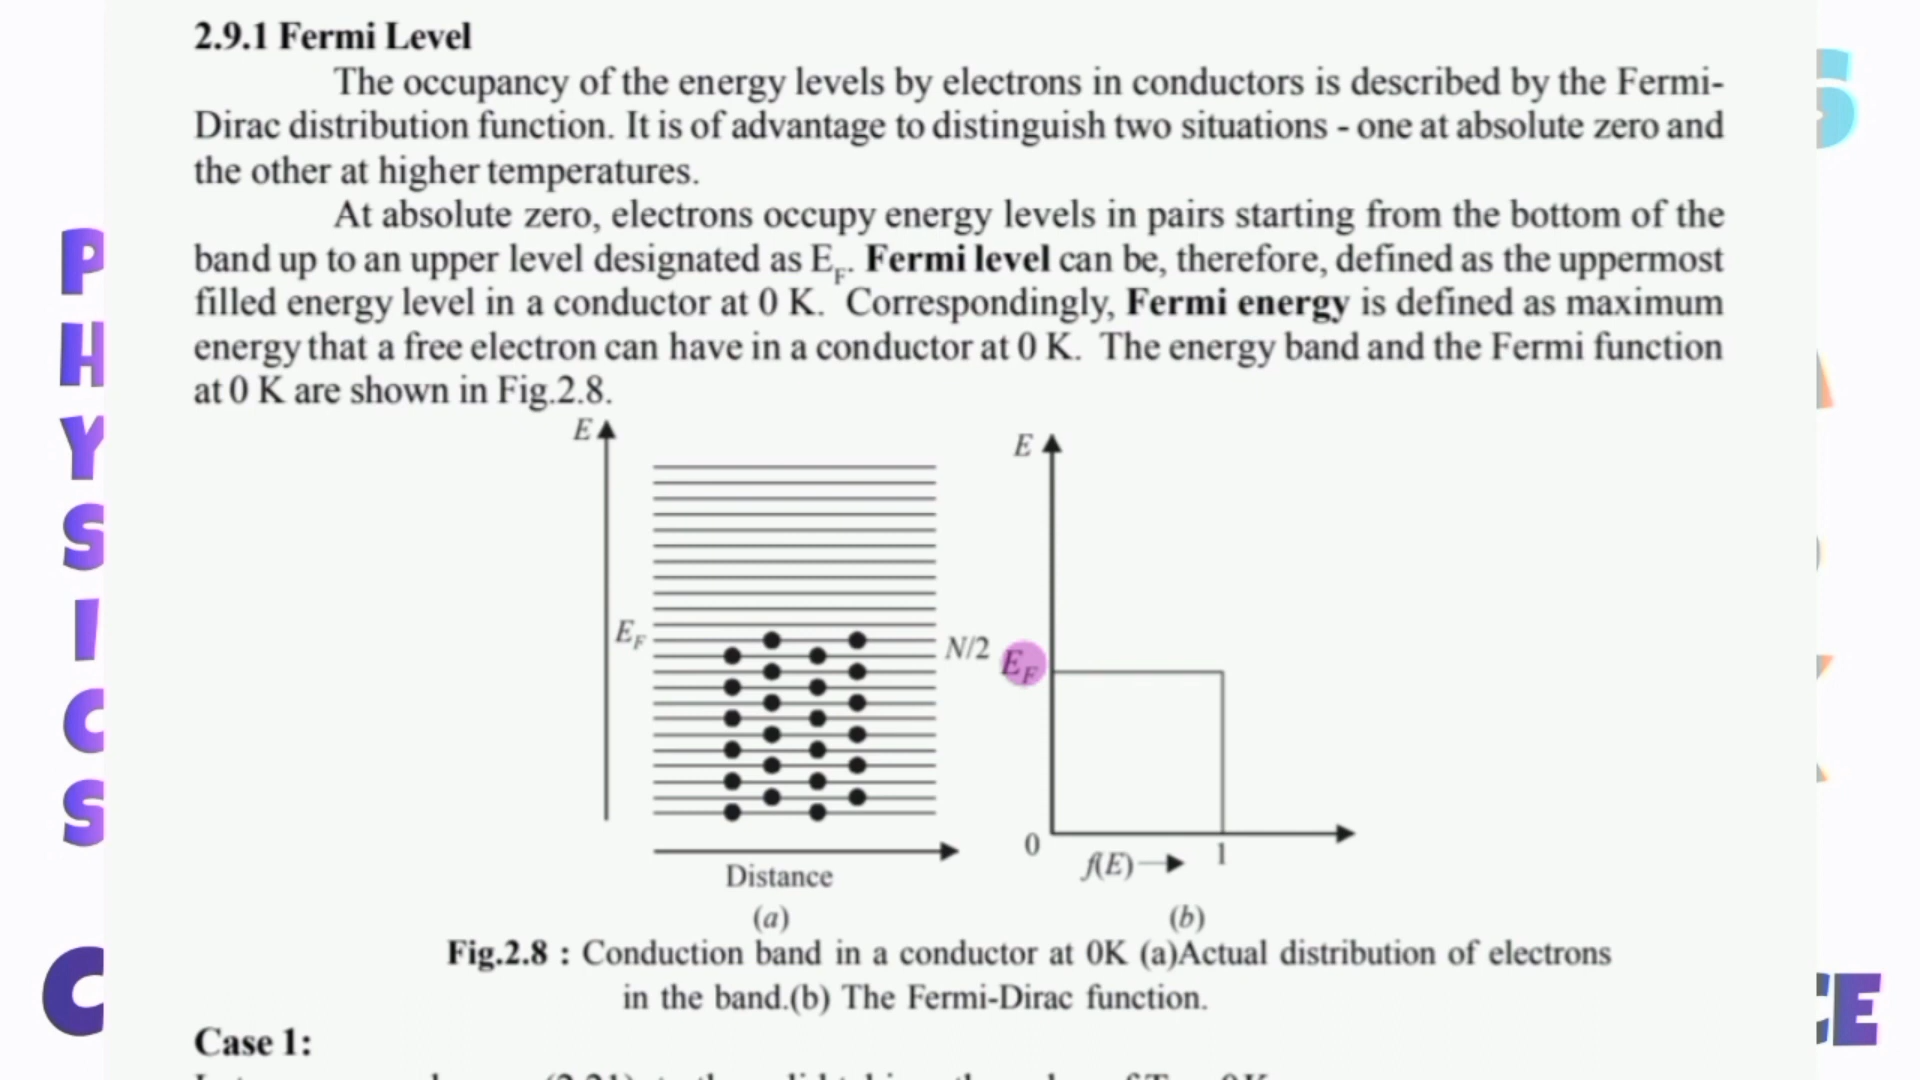 2.9.1 Fermi Level
The occupancy of the energy levels by electrons in conductors is described by the Fermi-
Dirac distribution function. It is of advantage to distinguish two situations - one at absolute zero and
the other at higher temperatures.
At absolute zero, electrons occupy energy levels in pairs starting from the bottom of the
band up to an upper level designated as E_F. Fermi level can be, therefore, defined as the uppermost
filled energy level in a conductor at 0 K. Correspondingly, Fermi energy is defined as maximum
energy that a free electron can have in a conductor at 0 K. The energy band and the Fermi function
at 0 K are shown in Fig.2.8.
E
E_F
N/2
Distance
(a)
E
E_F
0
f(E)
1
(b)
Fig.2.8 : Conduction band in a conductor at 0K (a)Actual distribution of electrons
in the band.(b) The Fermi-Dirac function.
Case 1:
PHYSICS
C
CE